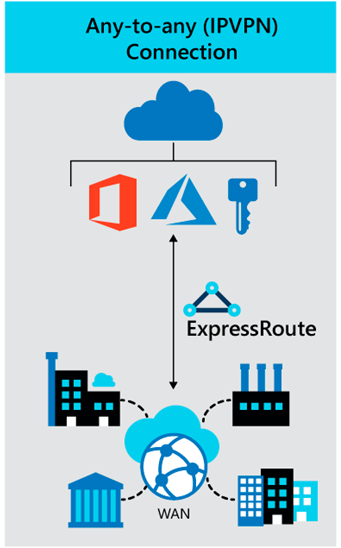 Any-to-any (IPVPN)
Connection
ExpressRoute
WAN